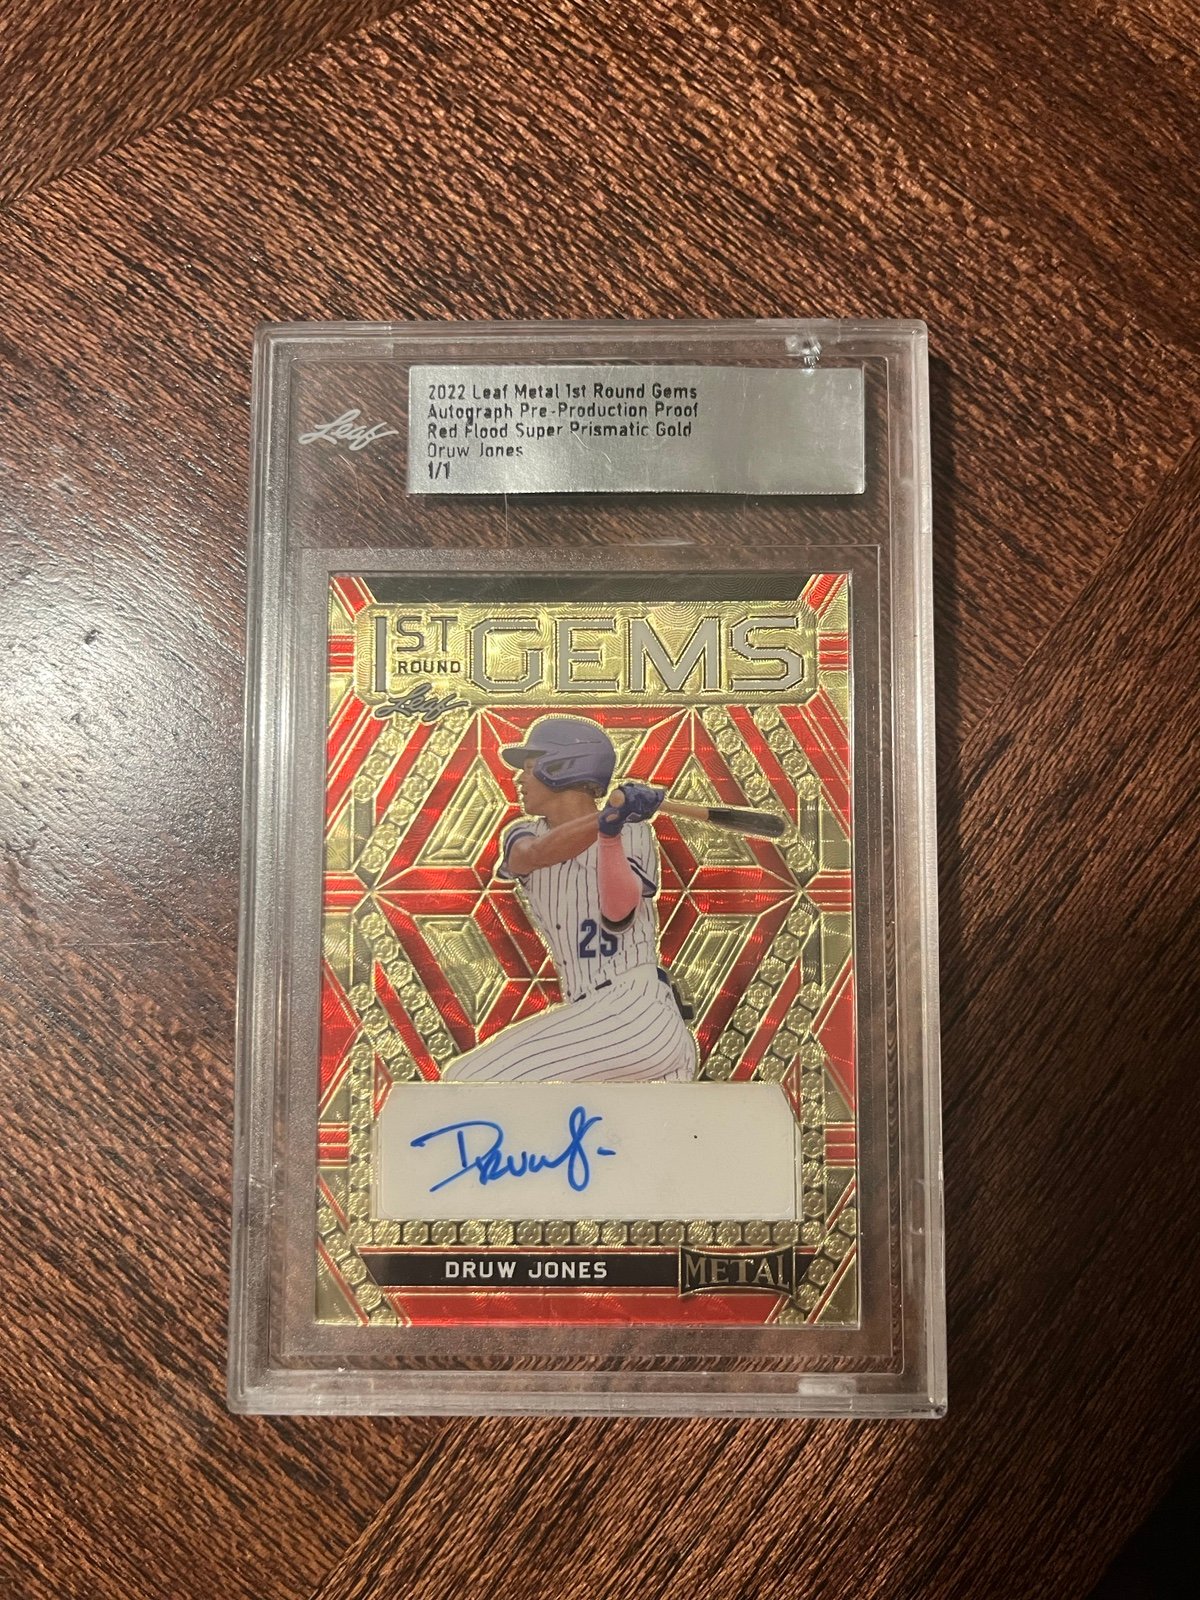 2022 Leaf Metal 1st Round Gems
Autograph Pre-Production Proof
Red Flood Super Prismatic Gold
Druw Jones
1/1
Leaf
1ST
ROUND
GEMS
Leaf
25
Druw J-
DRUW JONES
METAL